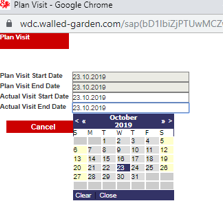 Plan Visit - Google Chrome
wdc.walled-garden.com/sap(bD1lbiZjPTUwMCZ
Plan Visit
Plan Visit Start Date 23.10.2019
Plan Visit End Date 23.10.2019
Actual Visit Start Date 23.10.2019
Actual Visit End Date 23.10.2019
Cancel
« October » 
2019
S M T W T F S
1 2 3 4 5
6 7 8 9 10 11 12
13 14 15 16 17 18 19
20 21 22 23 24 25 26
27 28 29 30 31
Clear Close